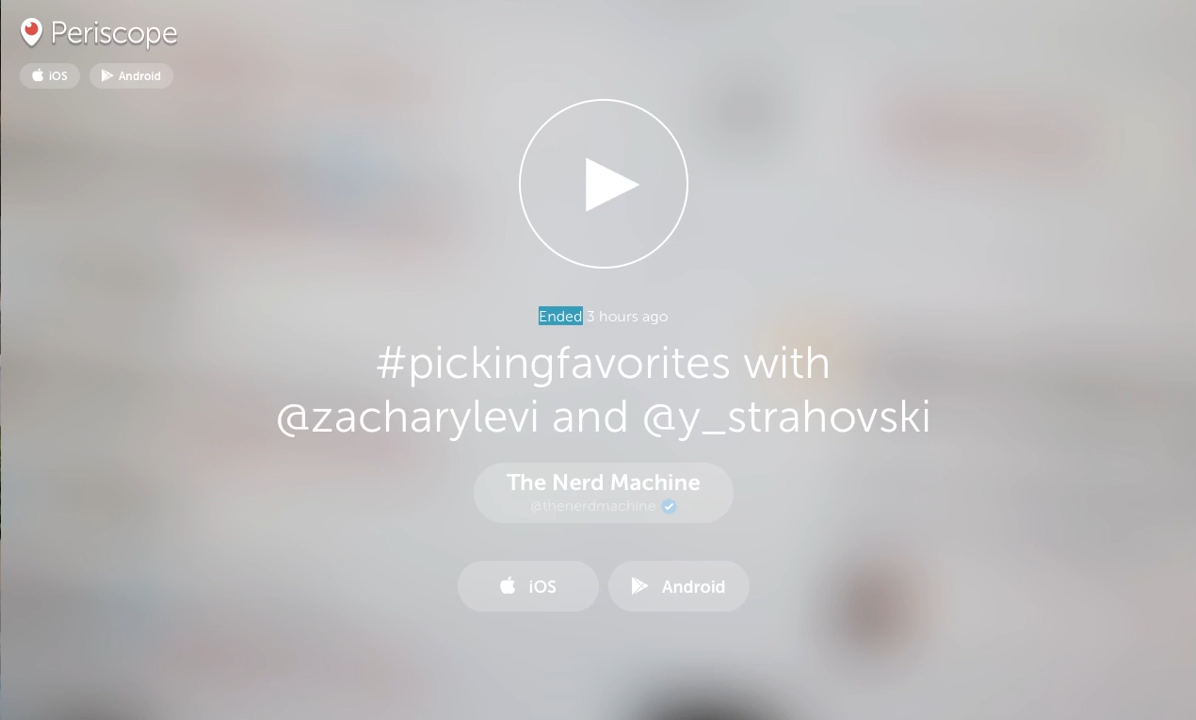 Periscope
iOS Android
Ended 3 hours ago
#pickingfavorites with
@zacharylevi and @y_strahovski
The Nerd Machine
@thenerdmachine
iOS Android